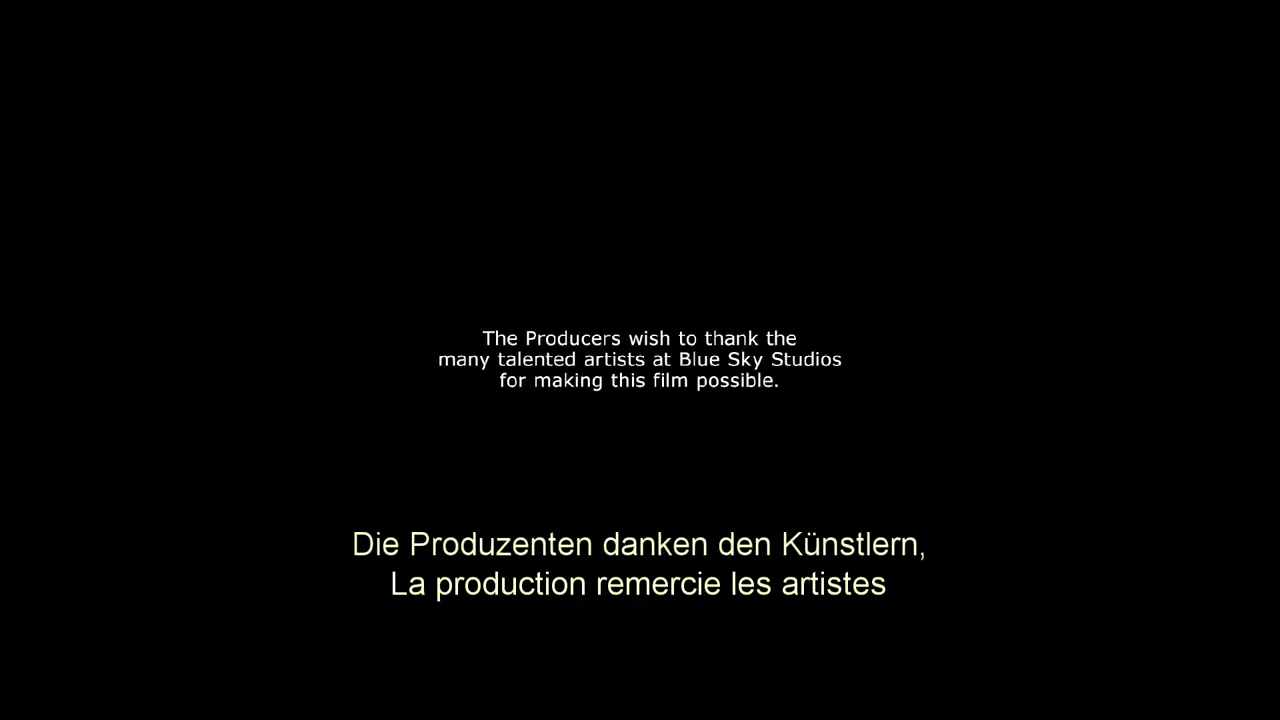 The Producers wish to thank the
many talented artists at Blue Sky Studios
for making this film possible.
Die Produzenten danken den Künstlern,
La production remercie les artistes